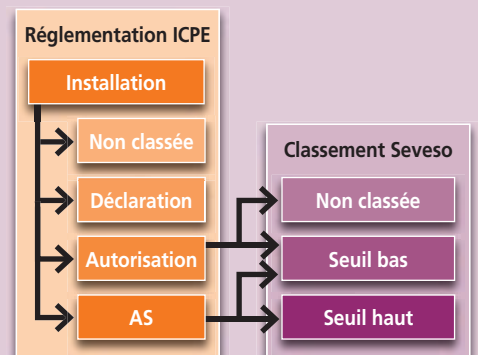 Réglementation ICPE
Installation
Non classée
Déclaration
Autorisation
AS
Classement Seveso
Non classée
Seuil bas
Seuil haut